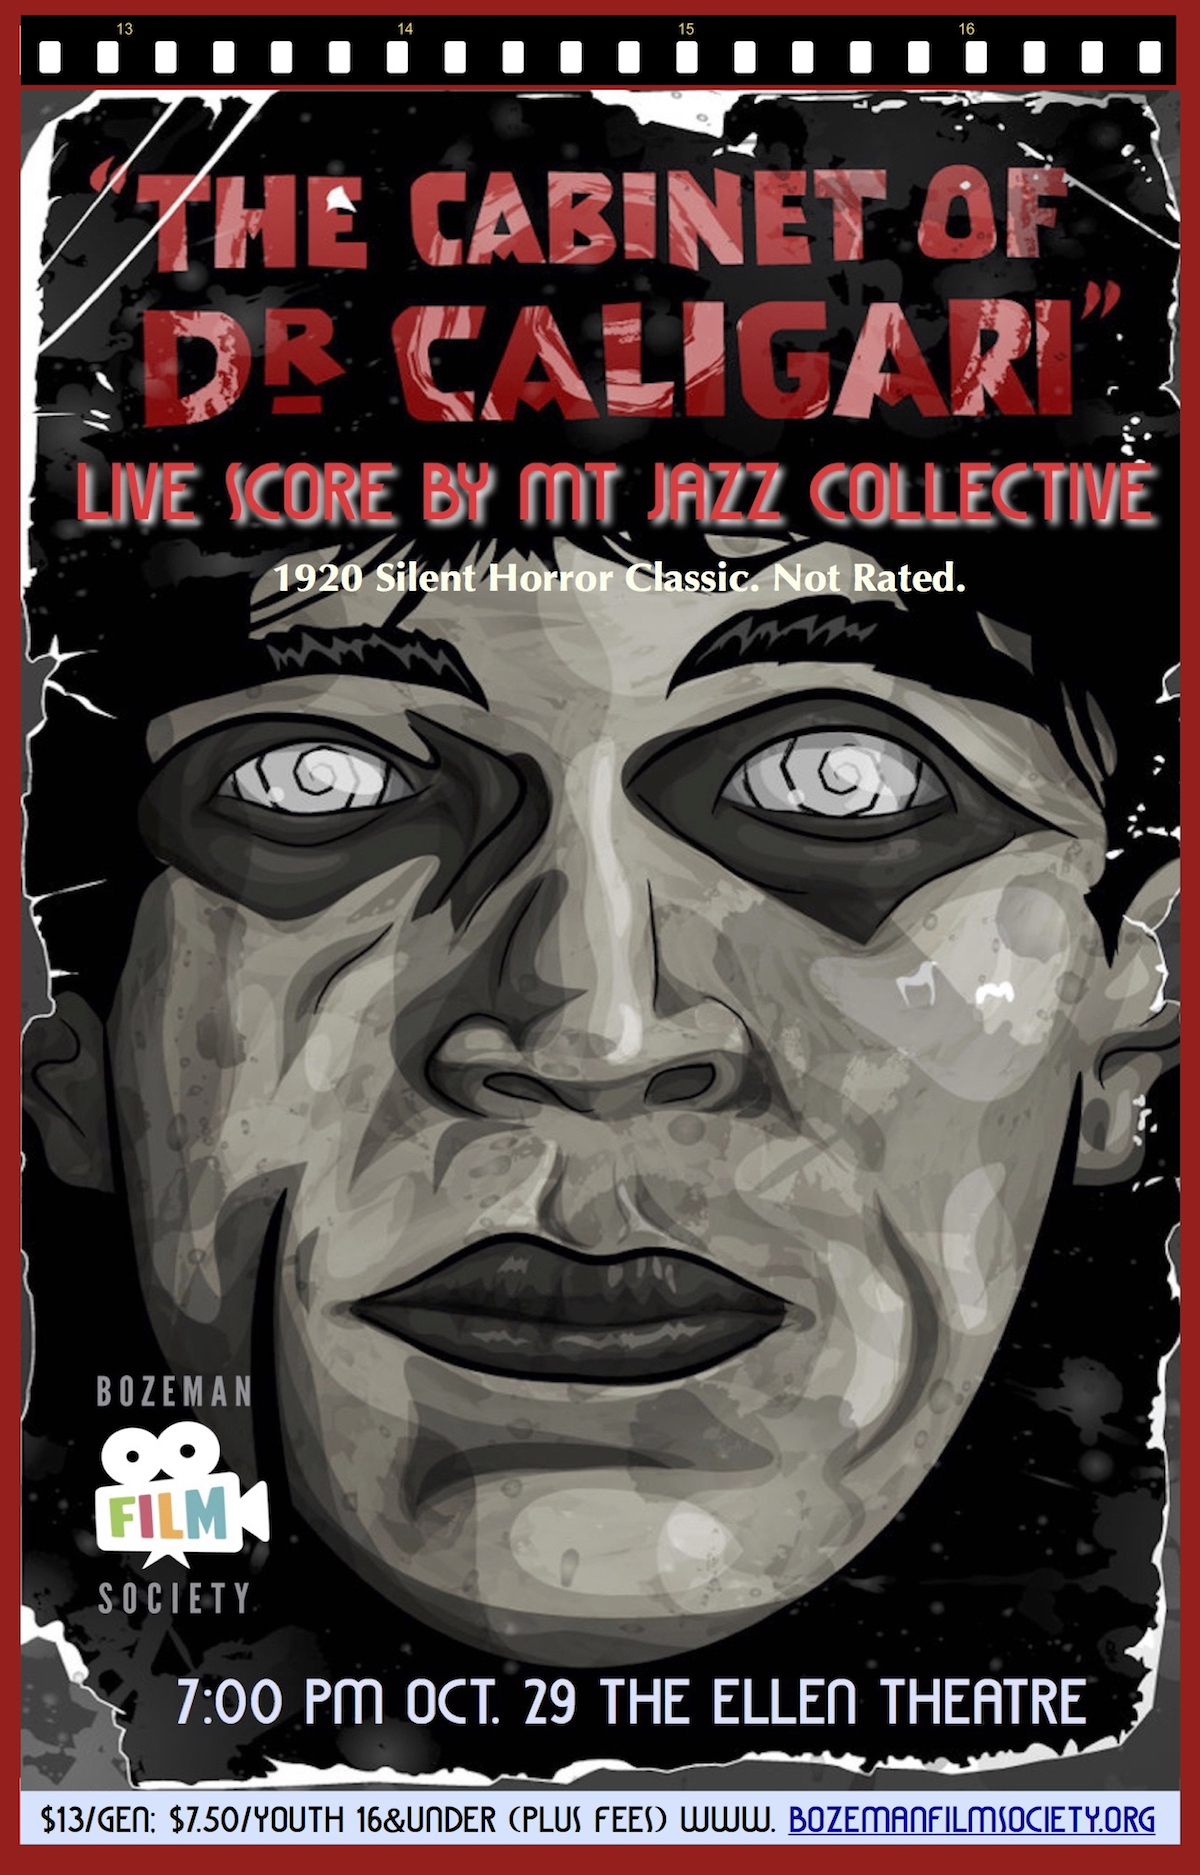 13 14 15 16
“THE CABINET OF
DR CALIGARI”
LIVE SCORE BY MT JAZZ COLLECTIVE
1920 Silent Horror Classic. Not Rated.
BOZEMAN
FILM
SOCIETY
7:00 PM OCT. 29 THE ELLEN THEATRE
$13/GEN; $7.50/YOUTH 16&UNDER (PLUS FEES) WWW. BOZEMANFILMSOCIETY.ORG